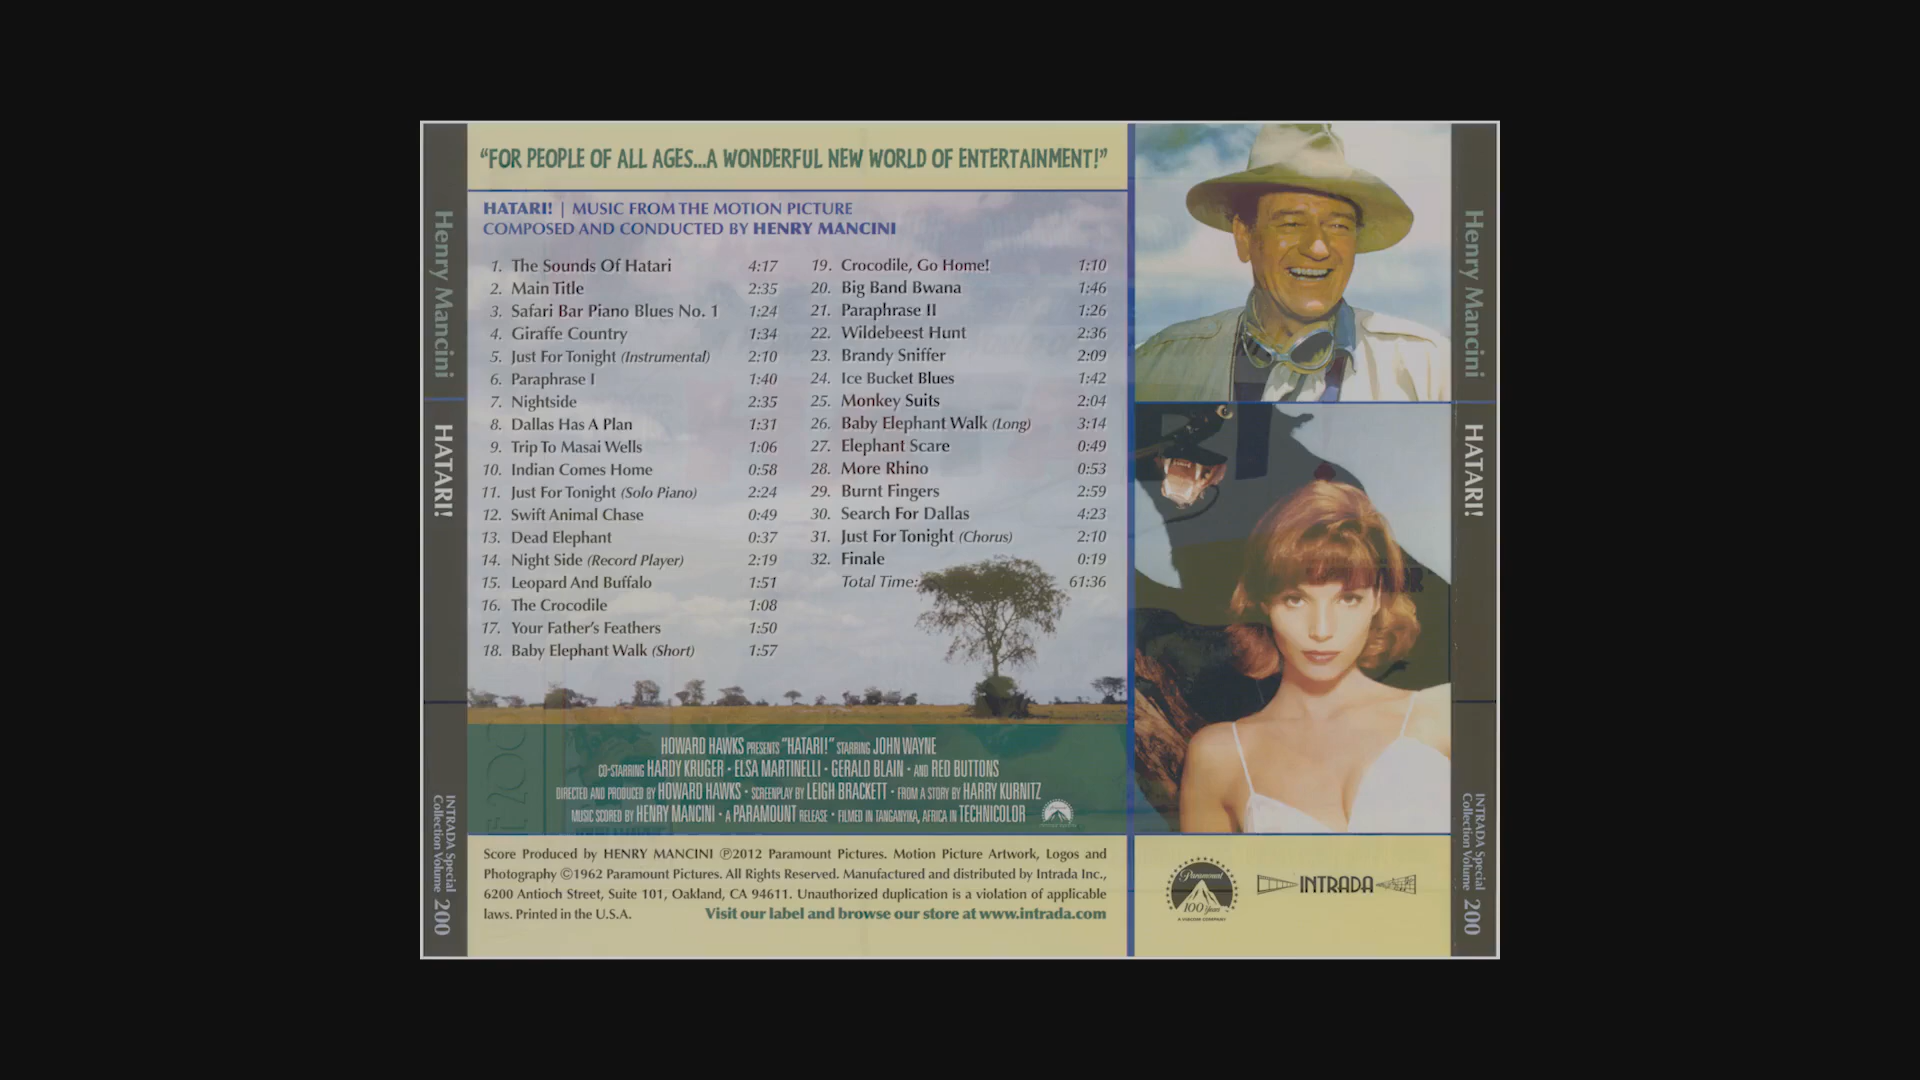 "FOR PEOPLE OF ALL AGES...A WONDERFUL NEW WORLD OF ENTERTAINMENT!"
HATARI! | MUSIC FROM THE MOTION PICTURE
COMPOSED AND CONDUCTED BY HENRY MANCINI
1. The Sounds Of Hatari 4:17
2. Main Title 2:35
3. Safari Bar Piano Blues No. 1 1:24
4. Giraffe Country 1:34
5. Just For Tonight (Instrumental) 2:10
6. Paraphrase I 1:40
7. Nightside 2:35
8. Dallas Has A Plan 1:31
9. Trip To Masai Wells 1:06
10. Indian Comes Home 0:58
11. Just For Tonight (Solo Piano) 2:24
12. Swift Animal Chase 0:49
13. Dead Elephant 0:37
14. Night Side (Record Player) 2:19
15. Leopard And Buffalo 1:51
16. The Crocodile 1:08
17. Your Father's Feathers 1:50
18. Baby Elephant Walk (Short) 1:57
19. Crocodile, Go Home! 1:10
20. Big Band Bwana 1:46
21. Paraphrase II 1:26
22. Wildebeest Hunt 2:36
23. Brandy Sniffer 2:09
24. Ice Bucket Blues 1:42
25. Monkey Suits 2:04
26. Baby Elephant Walk (Long) 3:14
27. Elephant Scare 0:49
28. More Rhino 0:53
29. Burnt Fingers 2:59
30. Search For Dallas 4:23
31. Just For Tonight (Chorus) 2:10
32. Finale 0:19
Total Time: 61:36
HOWARD HAWKS PRESENTS "HATARI!" STARRING JOHN WAYNE
CO-STARRING HARDY KRUGER • ELSA MARTINELLI • GERALD BLAIN • AND RED BUTTONS
DIRECTED AND PRODUCED BY HOWARD HAWKS • SCREENPLAY BY LEIGH BRACKETT • FROM A STORY BY HARRY KURNITZ
MUSIC SCORED BY HENRY MANCINI • A PARAMOUNT RELEASE • FILMED IN TANGANYIKA, AFRICA IN TECHNICOLOR
Score Produced by HENRY MANCINI ℗2012 Paramount Pictures. Motion Picture Artwork, Logos and
Photography ©1962 Paramount Pictures. All Rights Reserved. Manufactured and distributed by Intrada Inc.,
6200 Antioch Street, Suite 101, Oakland, CA 94611. Unauthorized duplication is a violation of applicable
laws. Printed in the U.S.A. Visit our label and browse our store at www.intrada.com
Paramount
100 Years
A VIACOM COMPANY
INTRADA
Henry Mancini
HATARI!
INTRADA Special
Collection Volume 200
Henry Mancini
HATARI!
INTRADA Special
Collection Volume 200